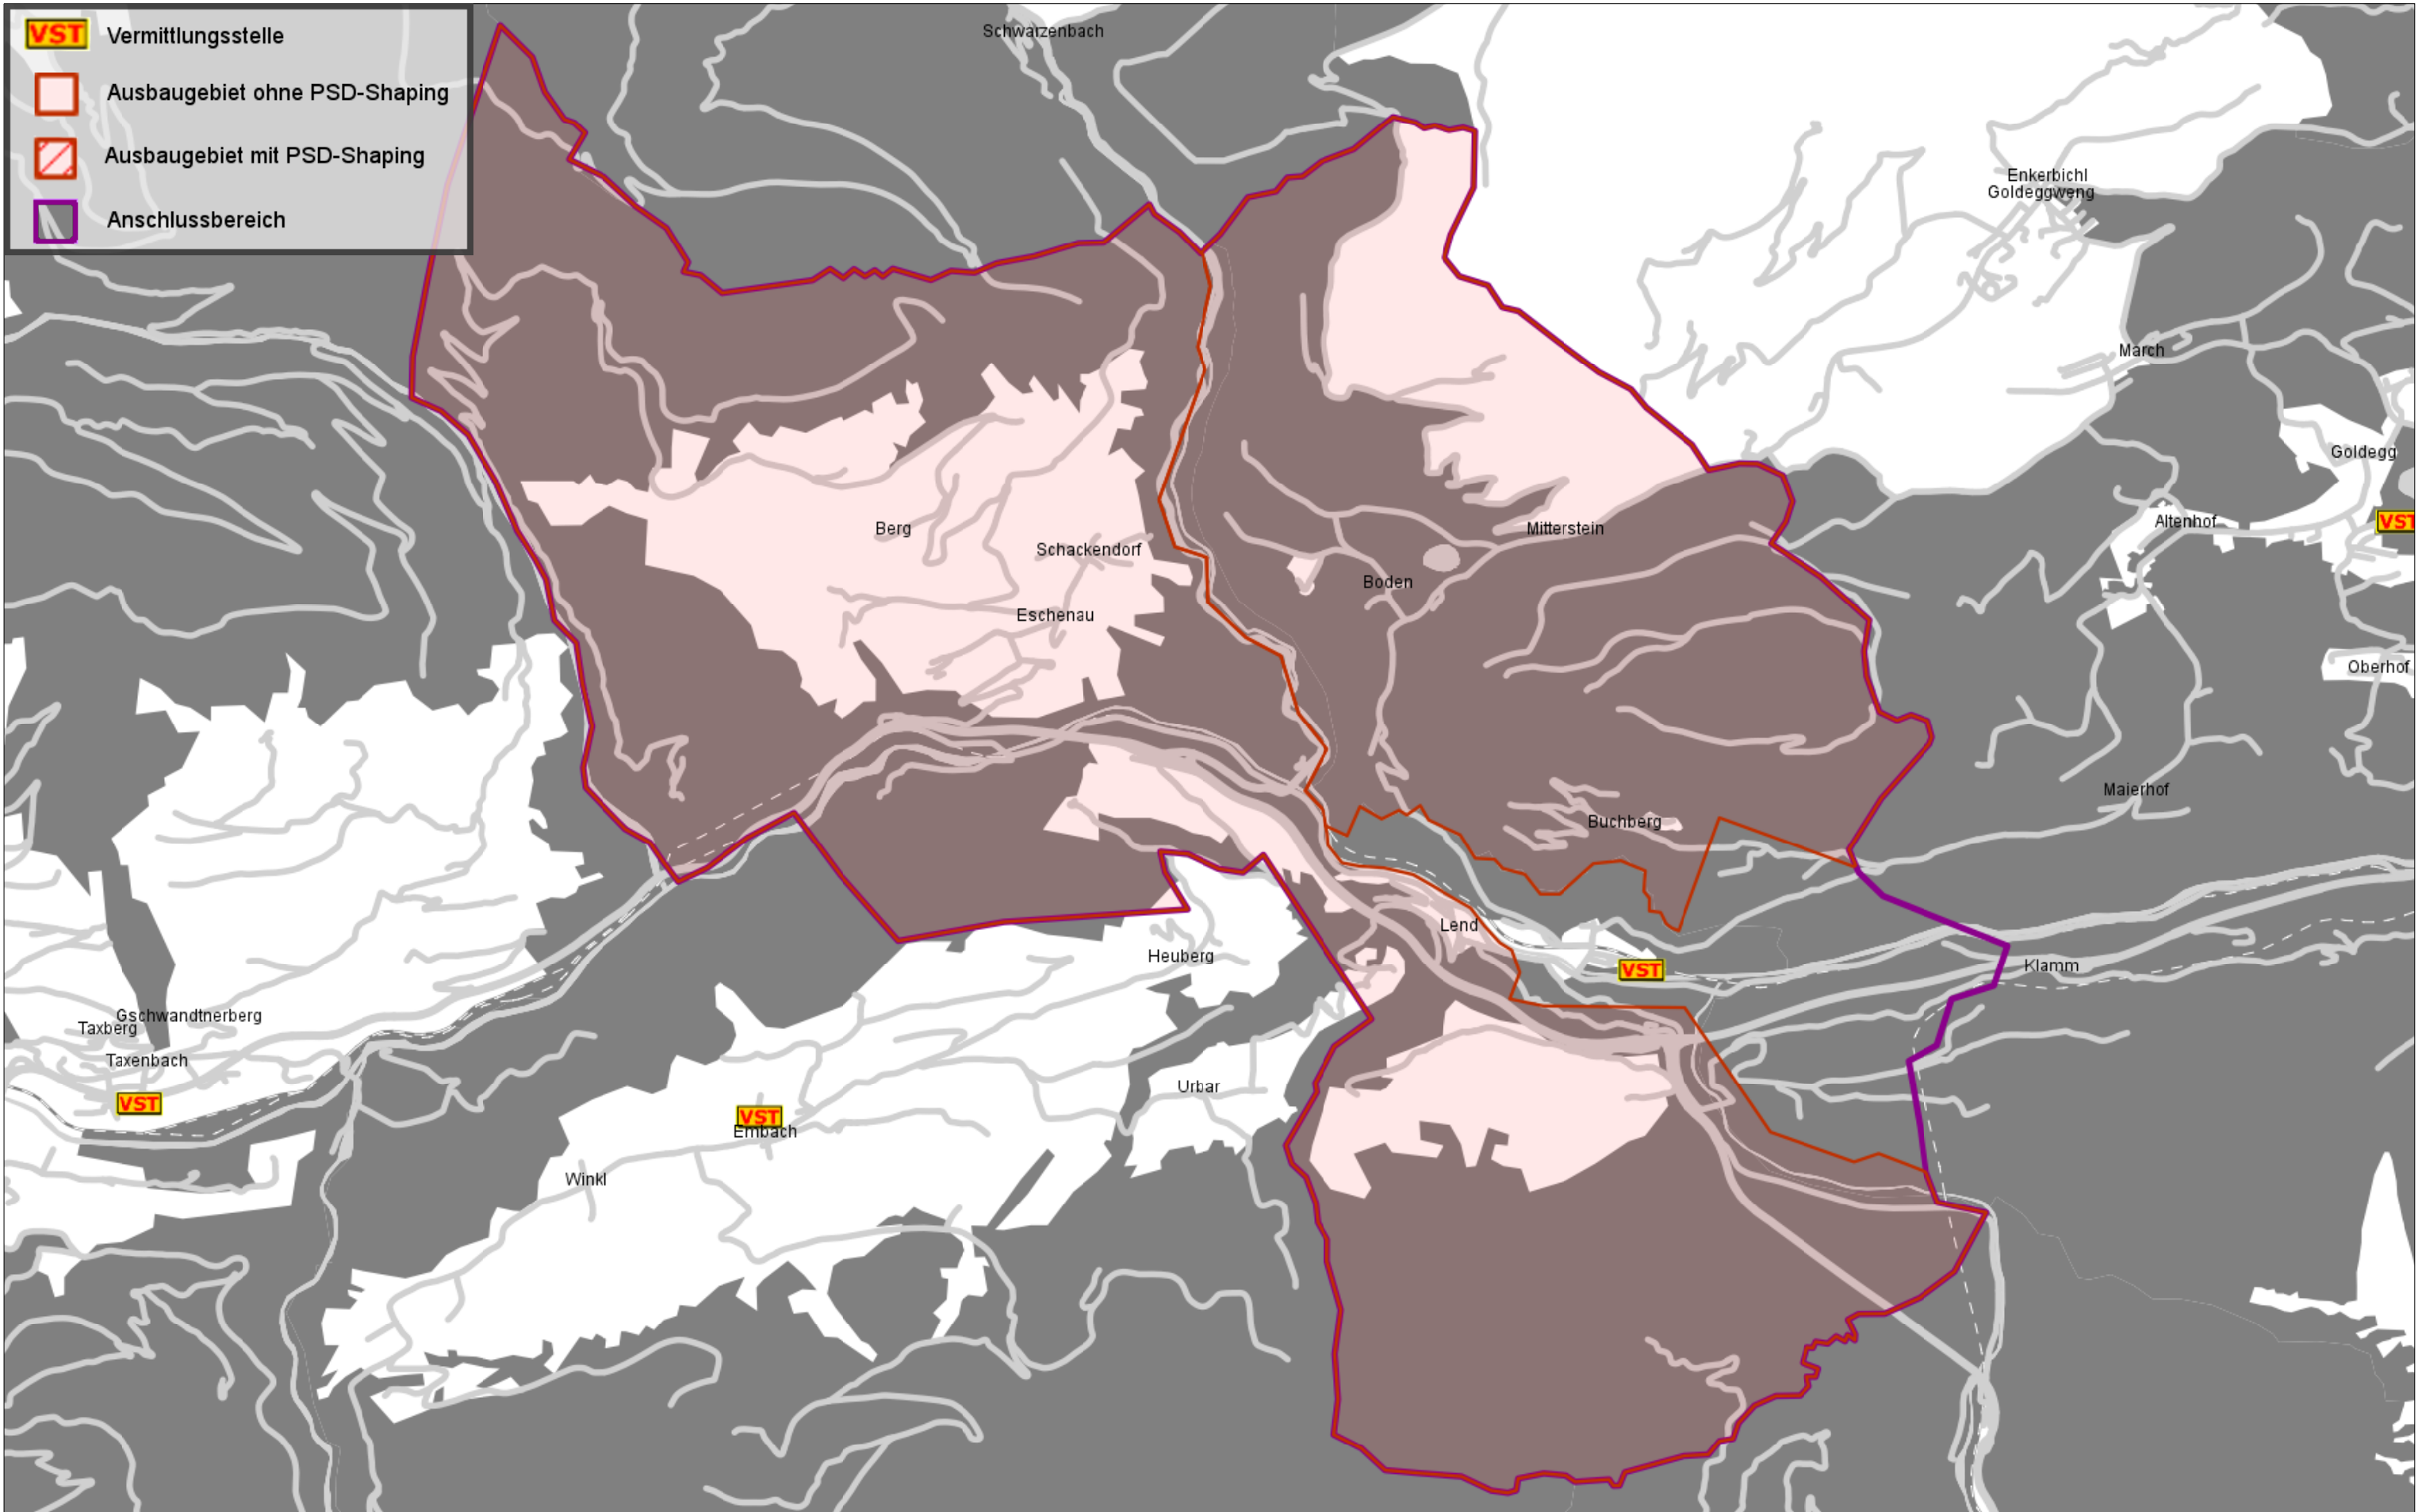 VST Vermittlungsstelle
Ausbaugebiet ohne PSD-Shaping
Ausbaugebiet mit PSD-Shaping
Anschlussbereich
Schwarzenbach
Enkerbichl
Goldeggweng
March
Goldegg
VST
Altenhof
Berg
Mitterstein
Schackendorf
Boden
Eschenau
Oberhof
Maierhof
Buchberg
Lend
Heuberg
VST
Klamm
Gschwandtnerberg
Taxberg
Taxenbach
Urbar
VST
VST
Embach
Winkl